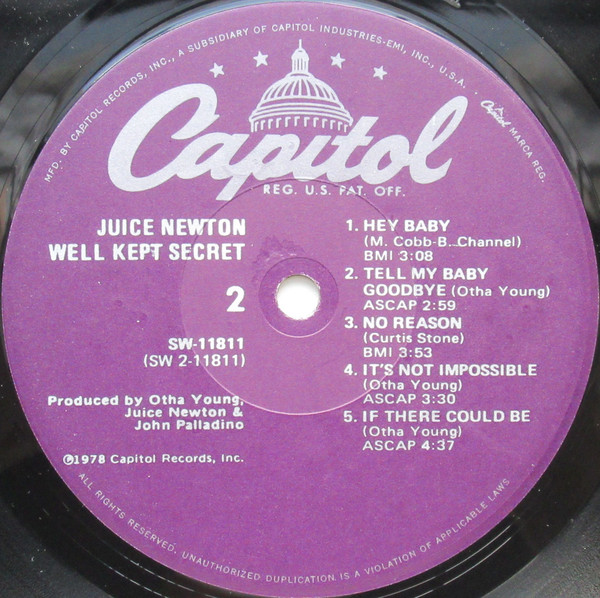 MFD. BY CAPITOL RECORDS, INC., A SUBSIDIARY OF CAPITOL INDUSTRIES-EMI, INC., U.S.A. . Capitol MARCA REG.
Capitol
REG. U.S. PAT. OFF.
JUICE NEWTON
WELL KEPT SECRET
2
SW-11811
(SW 2-11811)
Produced by Otha Young,
Juice Newton &
John Palladino
℗1978 Capitol Records, Inc.
1. HEY BABY
(M. Cobb-B. Channel)
BMI 3:08
2. TELL MY BABY
GOODBYE (Otha Young)
ASCAP 2:59
3. NO REASON
(Curtis Stone)
BMI 3:53
4. IT'S NOT IMPOSSIBLE
(Otha Young)
ASCAP 3:30
5. IF THERE COULD BE
(Otha Young)
ASCAP 4:37
ALL RIGHTS RESERVED. UNAUTHORIZED DUPLICATION IS A VIOLATION OF APPLICABLE LAWS